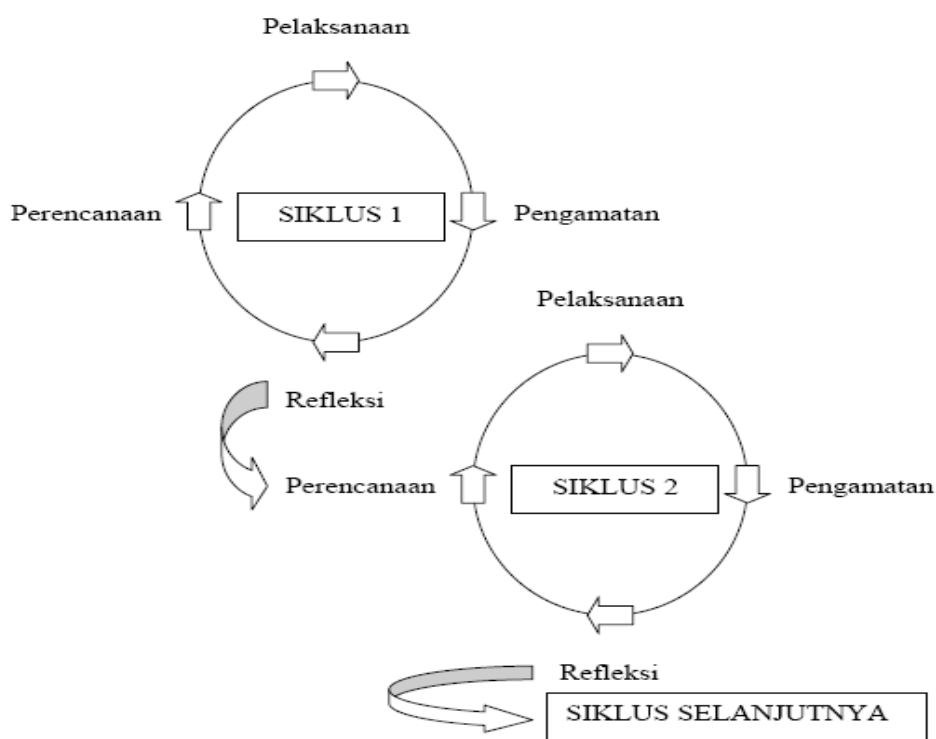 Pelaksanaan
Perencanaan
SIKLUS 1
Pengamatan
Pelaksanaan
Refleksi
Perencanaan
SIKLUS 2
Pengamatan
Refleksi
SIKLUS SELANJUTNYA